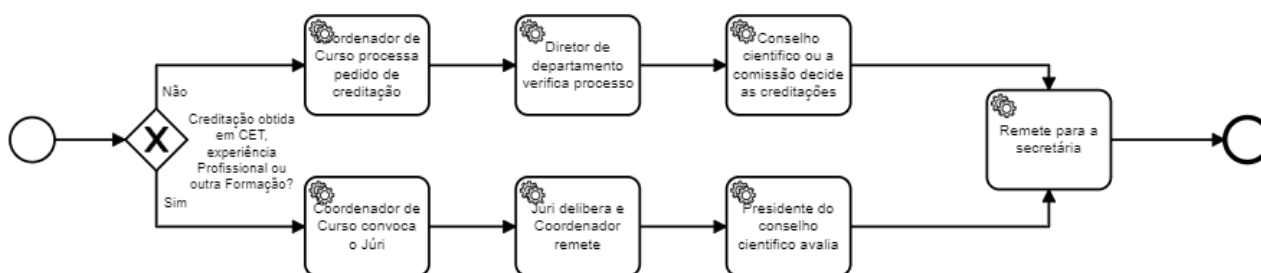 Coordenador de
Curso processa
pedido de
creditação
Diretor de
departamento
verifica processo
Conselho
cientifico ou a
comissão decide
as creditações
Não
Creditação obtida
em CET,
experiência
Profissional ou
outra Formação?
Sim
Remete para a
secretária
Coordenador de
Curso convoca
o Júri
Júri delibera e
Coordenador
remete
Presidente do
conselho
cientifico avalia